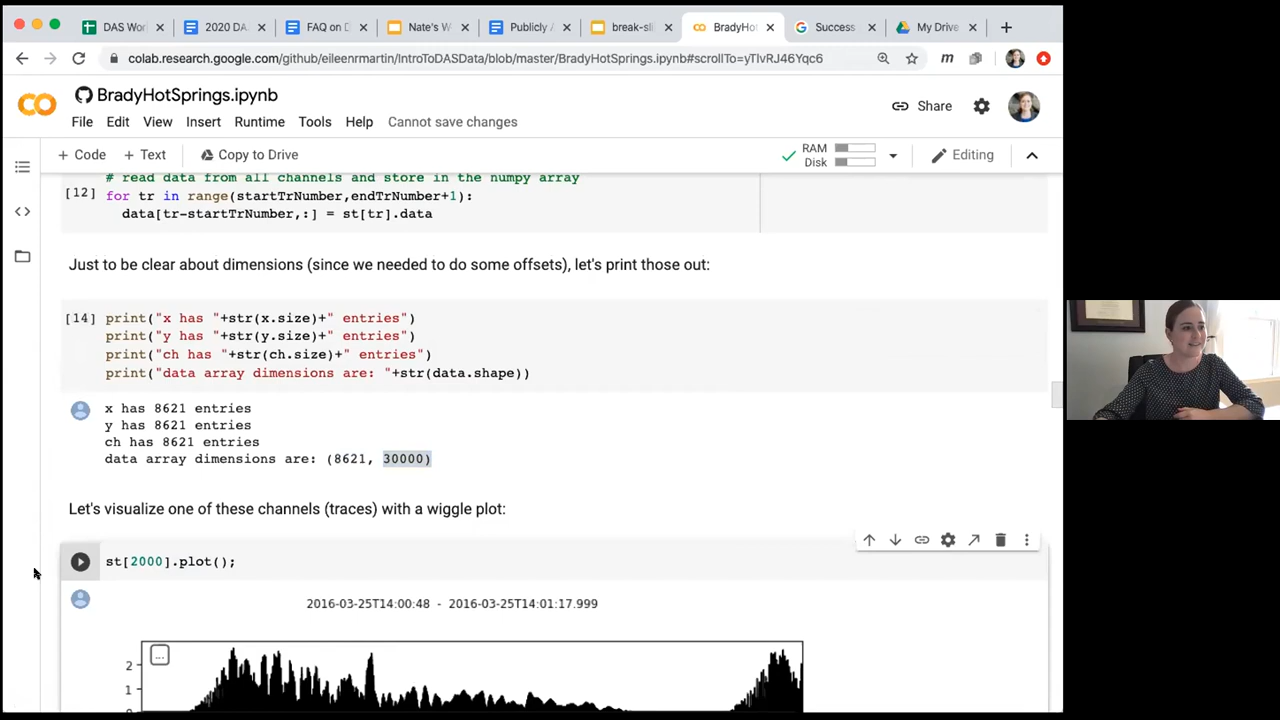 DAS Wor
2020 DA
FAQ on D
Nate's W
Publicly A
break-sli
BradyHot
Success
My Drive
colab.research.google.com/github/eileenrmartin/IntroToDASData/blob/master/BradyHotSprings.ipynb#scrollTo=yTlvRJ46Yqc6
BradyHotSprings.ipynb
Share
File Edit View Insert Runtime Tools Help Cannot save changes
+ Code + Text Copy to Drive
RAM
Disk
Editing
# read data from all channels and store in the numpy array
[12] for tr in range(startTrNumber,endTrNumber+1):
data[tr-startTrNumber,:] = st[tr].data
Just to be clear about dimensions (since we needed to do some offsets), let's print those out:
[14] print("x has "+str(x.size)+" entries")
print("y has "+str(y.size)+" entries")
print("ch has "+str(ch.size)+" entries")
print("data array dimensions are: "+str(data.shape))
x has 8621 entries
y has 8621 entries
ch has 8621 entries
data array dimensions are: (8621, 30000)
Let's visualize one of these channels (traces) with a wiggle plot:
st[2000].plot();
2016-03-25T14:00:48 - 2016-03-25T14:01:17.999
...
2
1